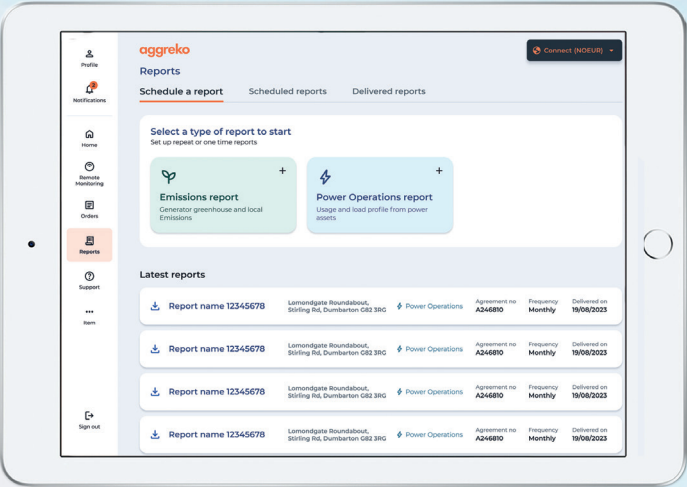 Profile
2
Notifications
Home
Remote
Monitoring
Orders
Reports
Support
Item
Sign out
aggreko
Connect (NOEUR)
Reports
Schedule a report
Scheduled reports
Delivered reports
Select a type of report to start
Set up repeat or one time reports
Emissions report
Generator greenhouse and local
Emissions
Power Operations report
Usage and load profile from power
assets
Latest reports
Report name 12345678
Lomondgate Roundabout,
Stirling Rd, Dumbarton G82 3RG
Power Operations
Agreement no
A246810
Frequency
Monthly
Delivered on
19/08/2023
Report name 12345678
Lomondgate Roundabout,
Stirling Rd, Dumbarton G82 3RG
Power Operations
Agreement no
A246810
Frequency
Monthly
Delivered on
19/08/2023
Report name 12345678
Lomondgate Roundabout,
Stirling Rd, Dumbarton G82 3RG
Power Operations
Agreement no
A246810
Frequency
Monthly
Delivered on
19/08/2023
Report name 12345678
Lomondgate Roundabout,
Stirling Rd, Dumbarton G82 3RG
Power Operations
Agreement no
A246810
Frequency
Monthly
Delivered on
19/08/2023